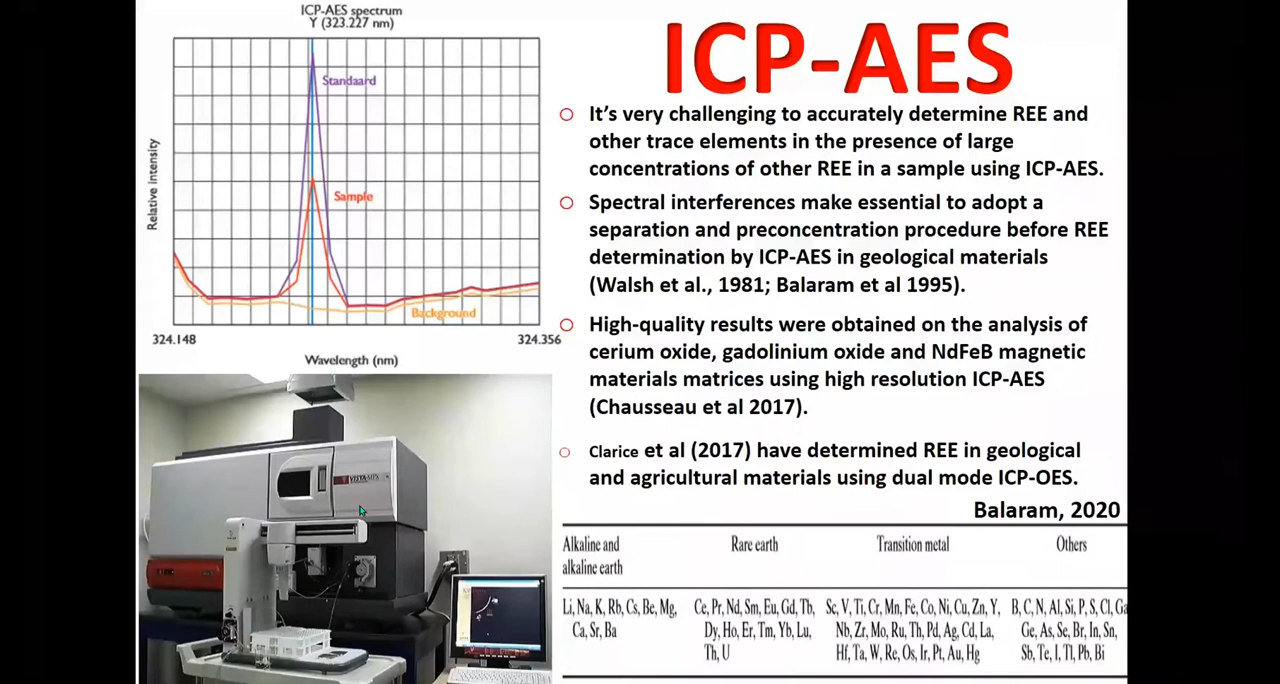 ICP-AES spectrum
Y (323.227 nm)
Standaard
Sample
Background
Relative intensity
324.148
324.356
Wavelength (nm)
VISTA-MPX
ICP-AES
It's very challenging to accurately determine REE and
other trace elements in the presence of large
concentrations of other REE in a sample using ICP-AES.
Spectral interferences make essential to adopt a
separation and preconcentration procedure before REE
determination by ICP-AES in geological materials
(Walsh et al., 1981; Balaram et al 1995).
High-quality results were obtained on the analysis of
cerium oxide, gadolinium oxide and NdFeB magnetic
materials matrices using high resolution ICP-AES
(Chausseau et al 2017).
Clarice et al (2017) have determined REE in geological
and agricultural materials using dual mode ICP-OES.
Balaram, 2020
Alkaline and
alkaline earth
Rare earth
Transition metal
Others
Li, Na, K, Rb, Cs, Be, Mg,
Ca, Sr, Ba
Ce, Pr, Nd, Sm, Eu, Gd, Tb,
Dy, Ho, Er, Tm, Yb, Lu,
Th, U
Sc, V, Ti, Cr, Mn, Fe, Co, Ni, Cu, Zn, Y,
Nb, Zr, Mo, Ru, Th, Pd, Ag, Cd, La,
Hf, Ta, W, Re, Os, Ir, Pt, Au, Hg
B, C, N, Al, Si, P, S, Cl, Ga
Ge, As, Se, Br, In, Sn,
Sb, Te, I, Tl, Pb, Bi